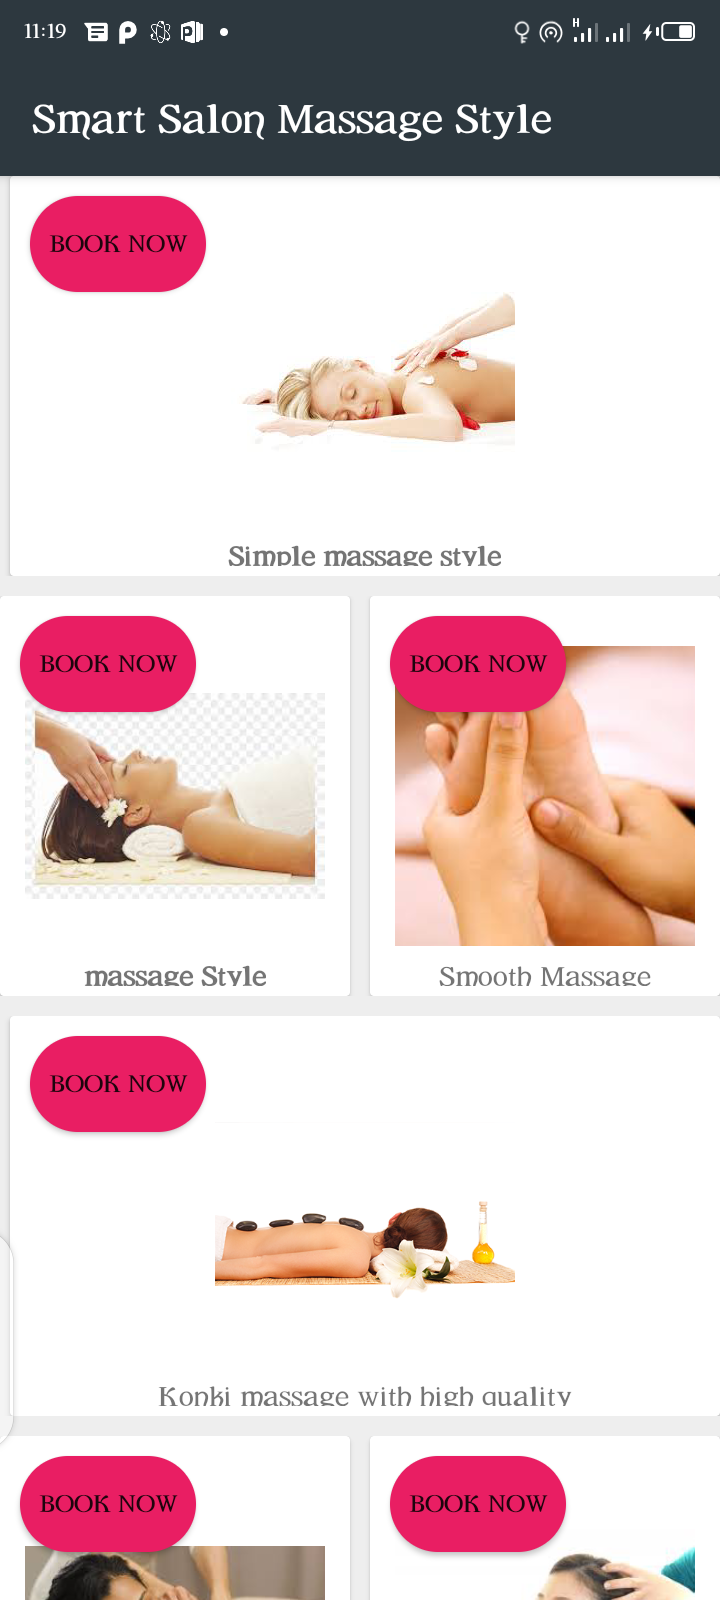 11:19
H
Smart Salon Massage Style
BOOK NOW
Simple massage style
BOOK NOW
BOOK NOW
massage Style
Smooth Massage
BOOK NOW
Konki massage with high quality
BOOK NOW
BOOK NOW